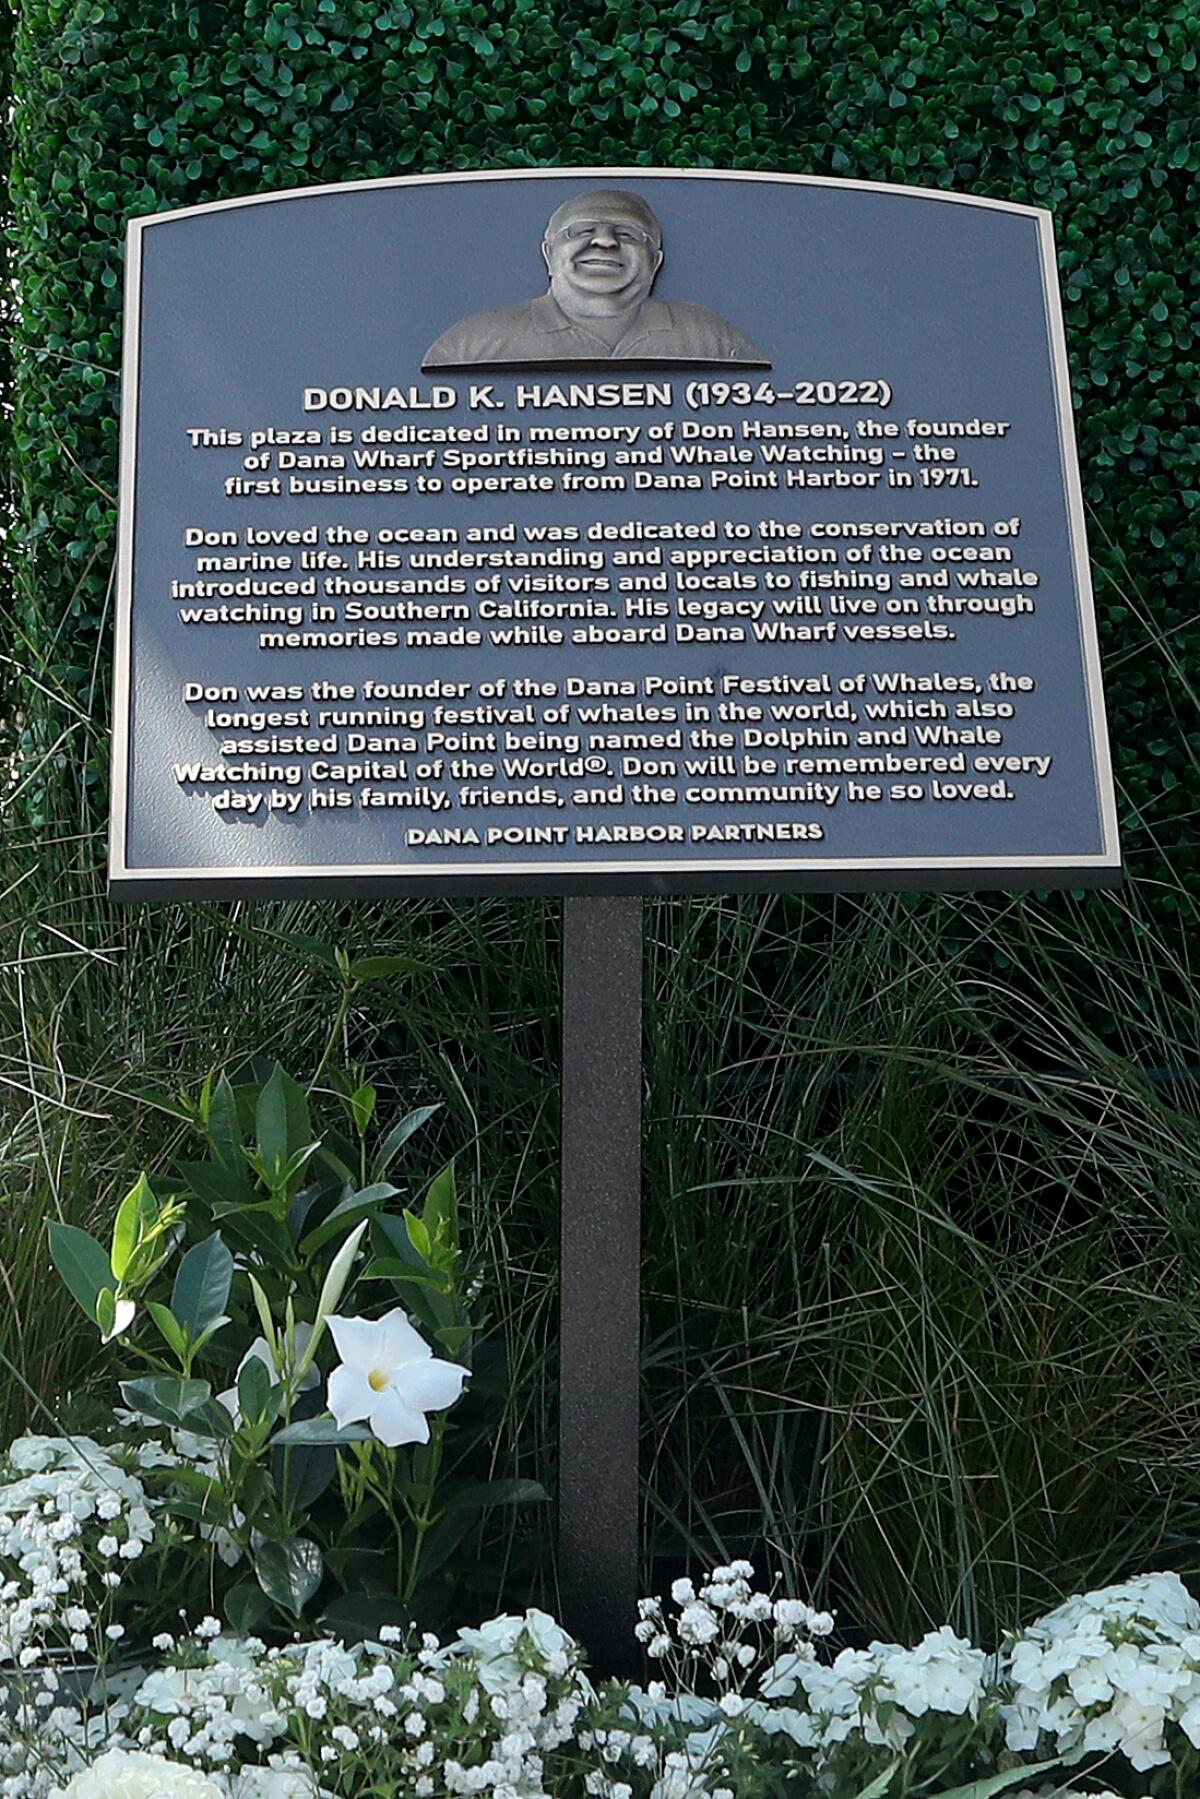 DONALD K. HANSEN (1934–2022)
This plaza is dedicated in memory of Don Hansen, the founder
of Dana Wharf Sportfishing and Whale Watching – the
first business to operate from Dana Point Harbor in 1971.
Don loved the ocean and was dedicated to the conservation of
marine life. His understanding and appreciation of the ocean
introduced thousands of visitors and locals to fishing and whale
watching in Southern California. His legacy will live on through
memories made while aboard Dana Wharf vessels.
Don was the founder of the Dana Point Festival of Whales, the
longest running festival of whales in the world, which also
assisted Dana Point being named the Dolphin and Whale
Watching Capital of the World®. Don will be remembered every
day by his family, friends, and the community he so loved.
DANA POINT HARBOR PARTNERS